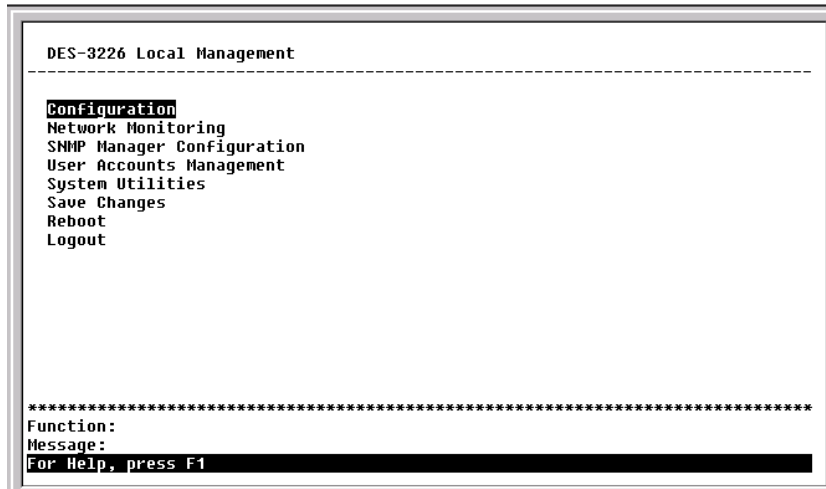 DES-3226 Local Management
--------------------------------------------------------------------------------
Configuration
Network Monitoring
SNMP Manager Configuration
User Accounts Management
System Utilities
Save Changes
Reboot
Logout
********************************************************************************
Function:
Message:
For Help, press F1